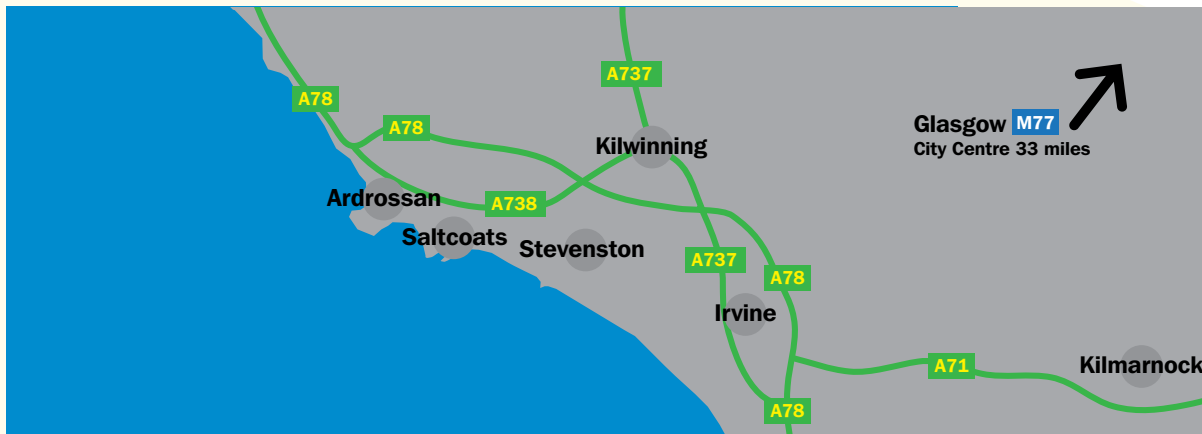 A737
A78
A78
Glasgow M77
City Centre 33 miles
Kilwinning
Ardrossan
A738
Saltcoats
Stevenston
A737
A78
Irvine
A71
Kilmarnock
A78